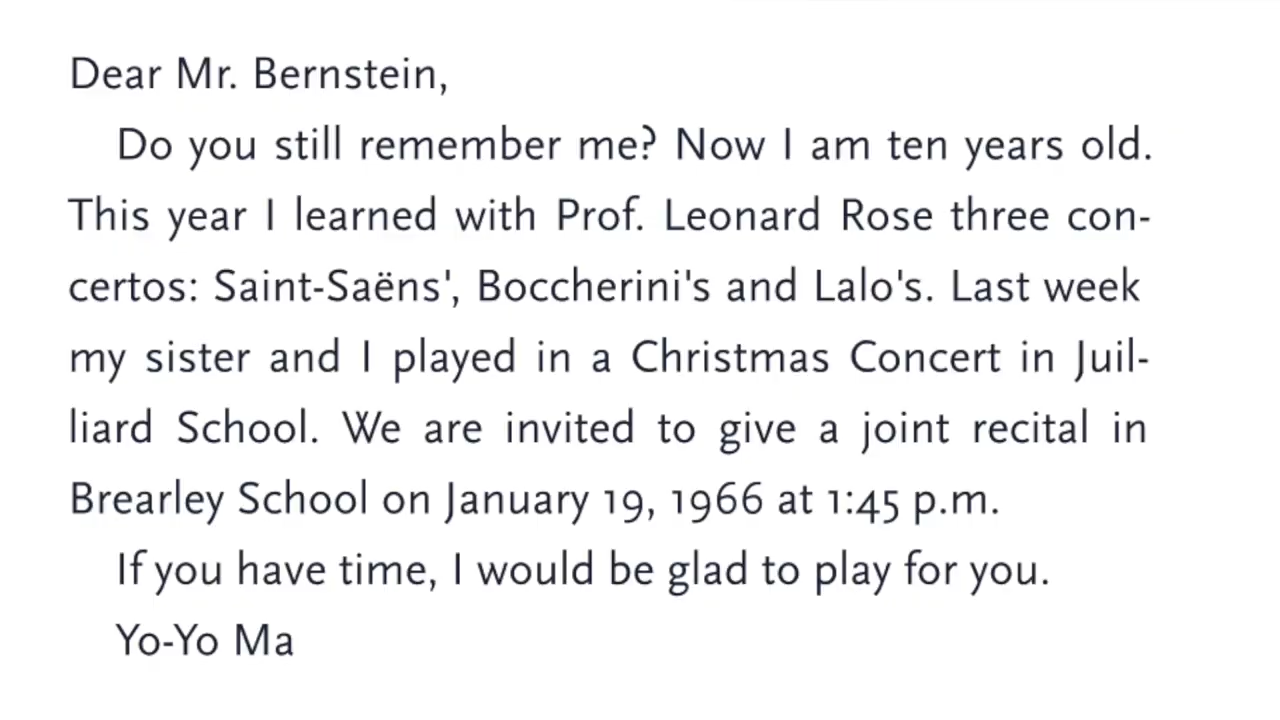 Dear Mr. Bernstein,
Do you still remember me? Now I am ten years old.
This year I learned with Prof. Leonard Rose three con-
certos: Saint-Saëns', Boccherini's and Lalo's. Last week
my sister and I played in a Christmas Concert in Juil-
liard School. We are invited to give a joint recital in
Brearley School on January 19, 1966 at 1:45 p.m.
If you have time, I would be glad to play for you.
Yo-Yo Ma